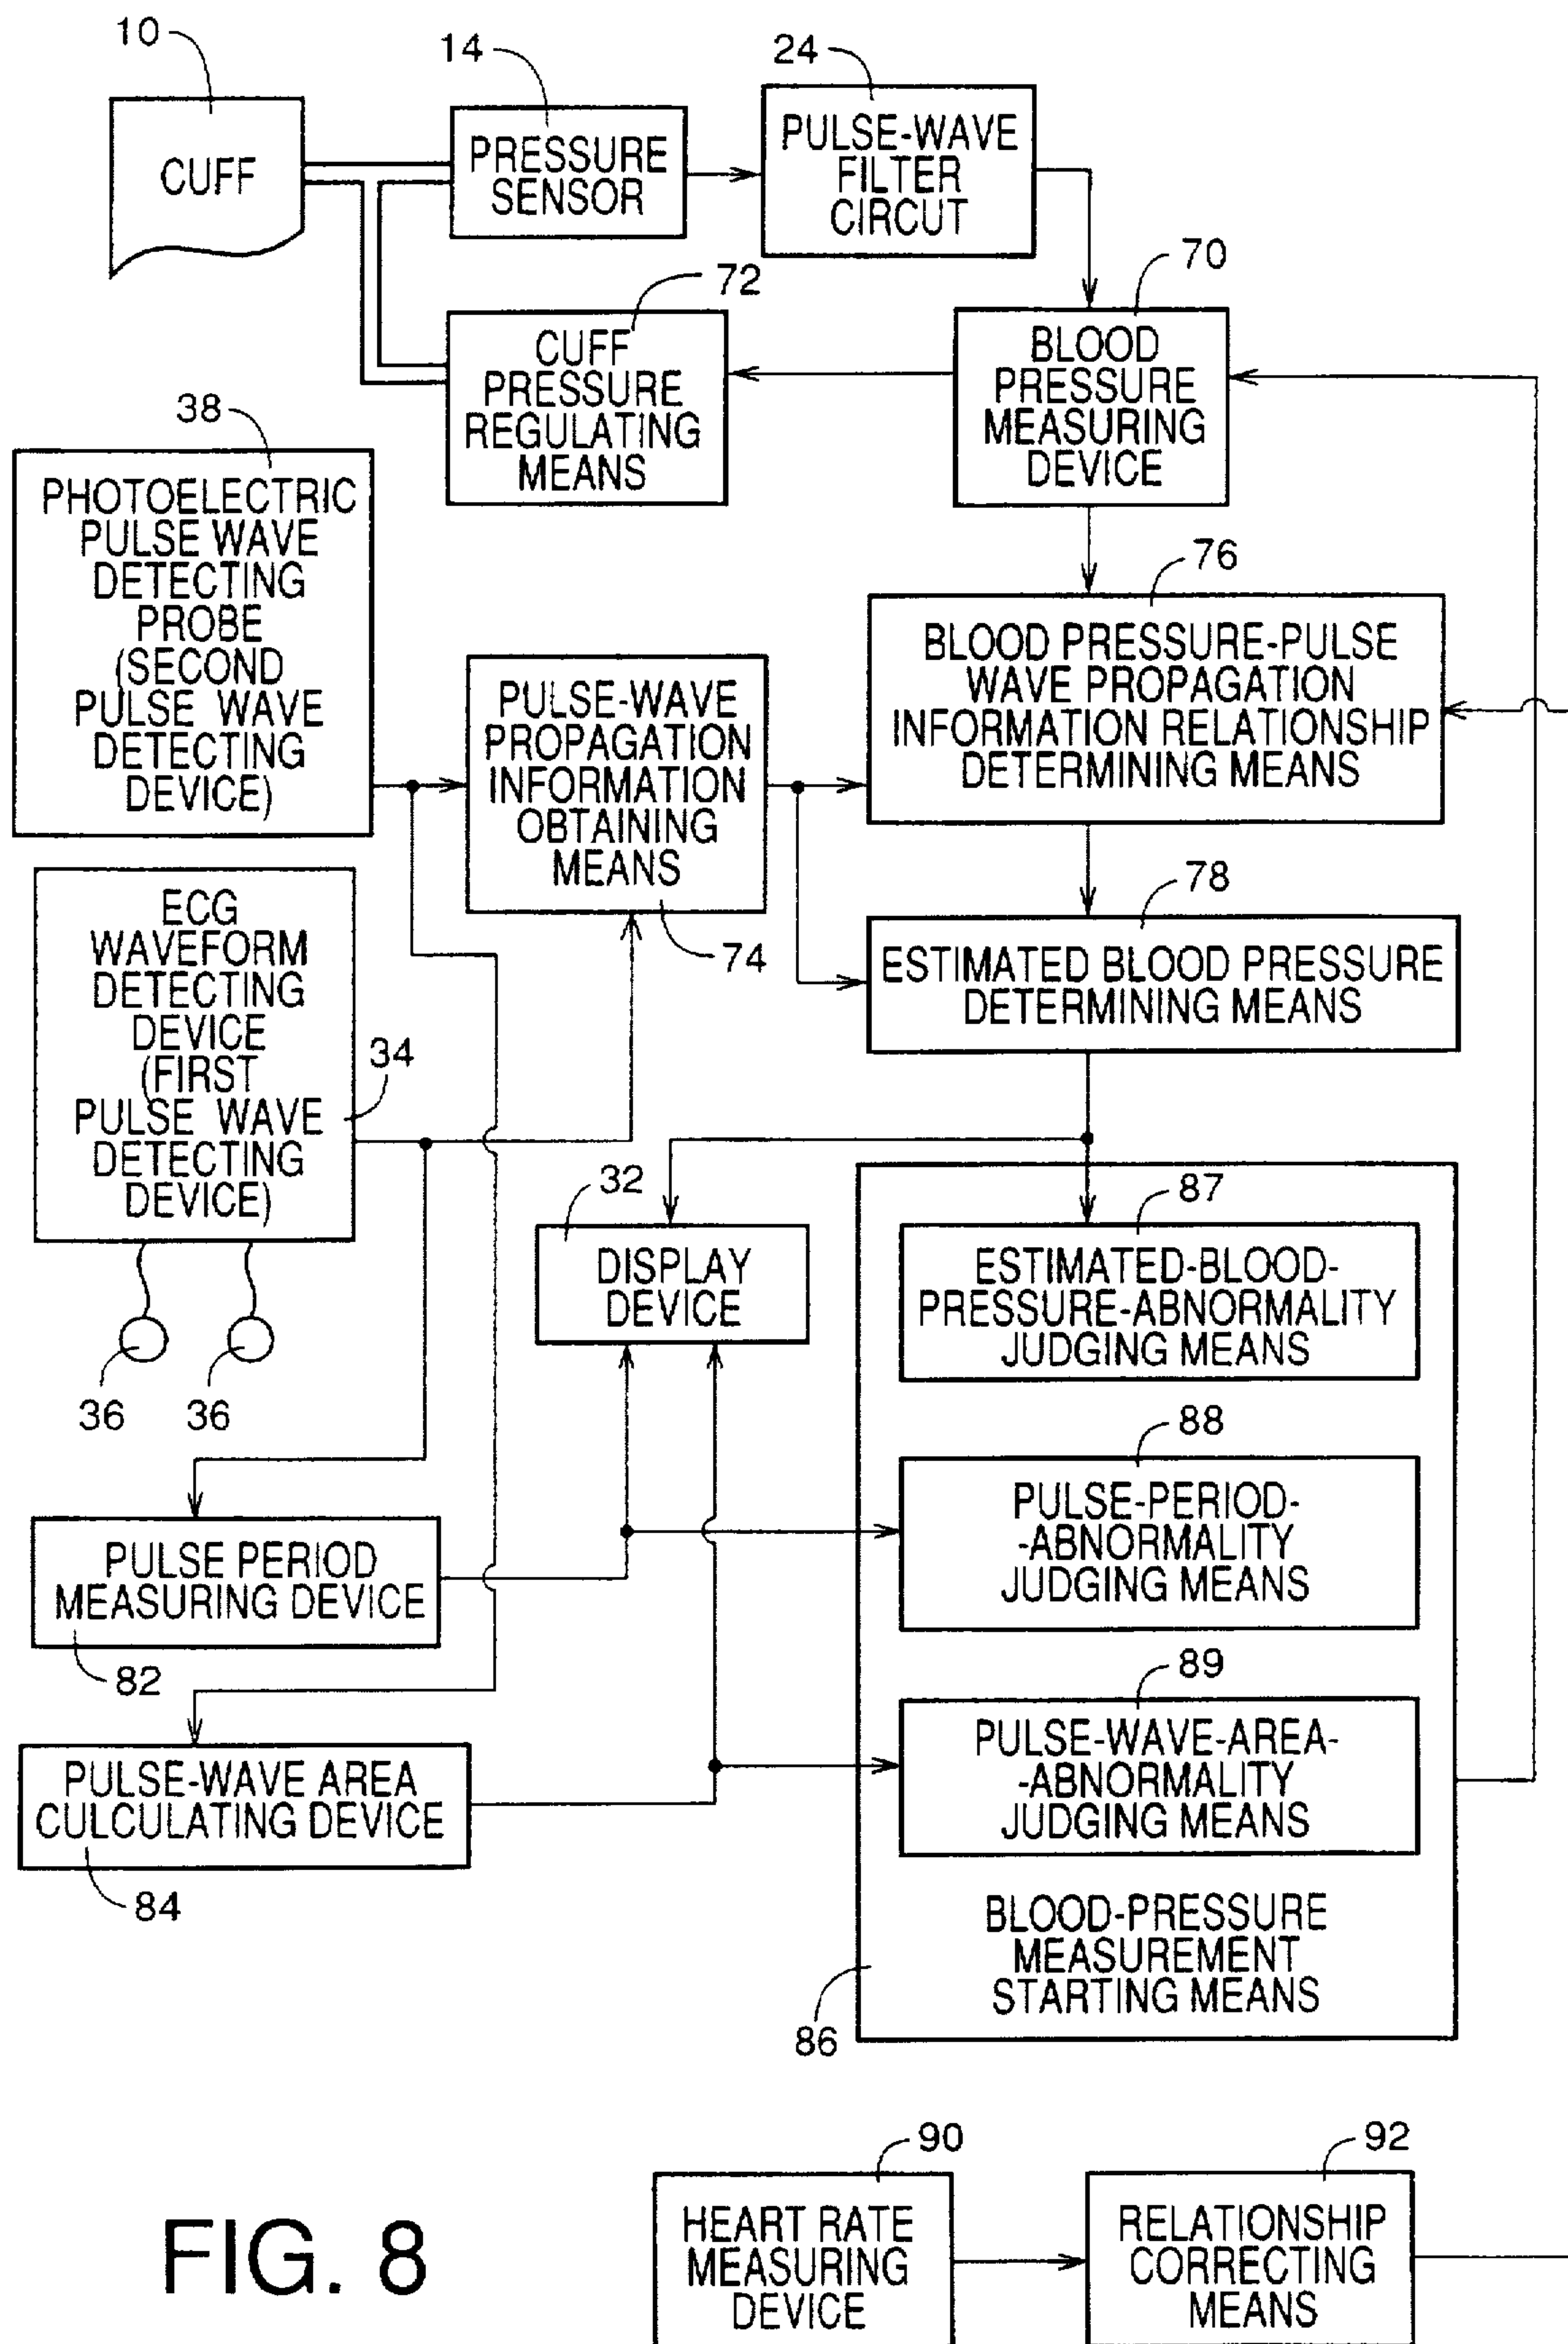 10
CUFF
14
PRESSURE
SENSOR
24
PULSE-WAVE
FILTER
CIRCUT
72
CUFF
PRESSURE
REGULATING
MEANS
70
BLOOD
PRESSURE
MEASURING
DEVICE
38
PHOTOELECTRIC
PULSE WAVE
DETECTING
PROBE
(SECOND
PULSE WAVE
DETECTING
DEVICE)
PULSE-WAVE
PROPAGATION
INFORMATION
OBTAINING
MEANS
74
76
BLOOD PRESSURE-PULSE
WAVE PROPAGATION
INFORMATION RELATIONSHIP
DETERMINING MEANS
78
ESTIMATED BLOOD PRESSURE
DETERMINING MEANS
ECG
WAVEFORM
DETECTING
DEVICE
(FIRST
PULSE WAVE
DETECTING
DEVICE)
34
36
36
32
DISPLAY
DEVICE
87
ESTIMATED-BLOOD-
PRESSURE-ABNORMALITY
JUDGING MEANS
88
PULSE-PERIOD-
-ABNORMALITY
JUDGING MEANS
PULSE PERIOD
MEASURING DEVICE
82
89
PULSE-WAVE-AREA-
-ABNORMALITY
JUDGING MEANS
PULSE-WAVE AREA
CULCULATING DEVICE
84
BLOOD-PRESSURE
MEASUREMENT
STARTING MEANS
86
90
HEART RATE
MEASURING
DEVICE
92
RELATIONSHIP
CORRECTING
MEANS
FIG. 8